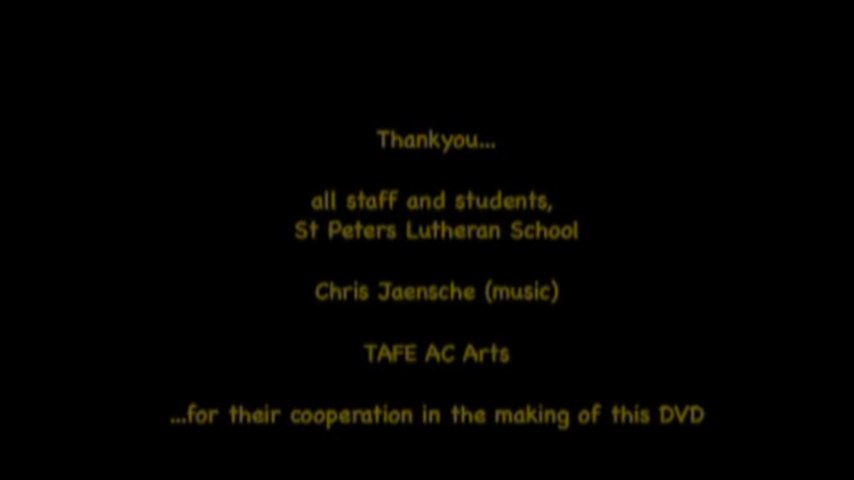 Thankyou...
all staff and students,
St Peters Lutheran School
Chris Jaensche (music)
TAFE AC Arts
...for their cooperation in the making of this DVD